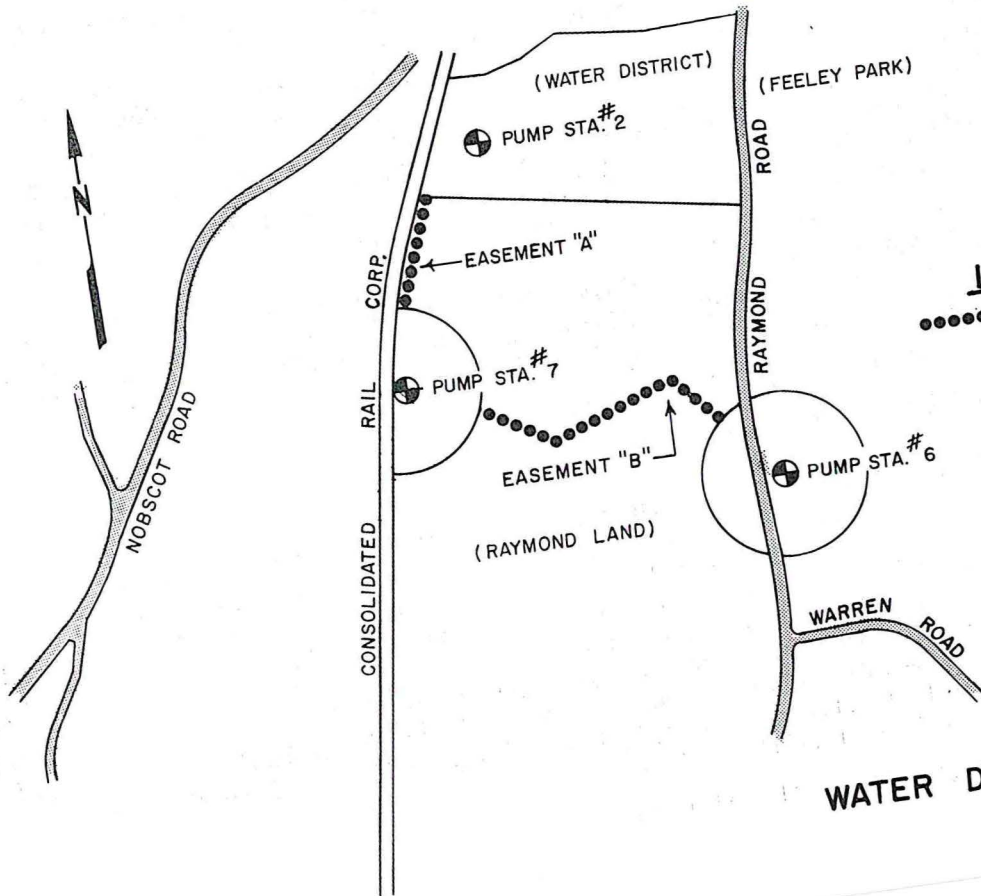 (WATER DISTRICT)
(FEELEY PARK)
PUMP STA. #2
N
RAYMOND ROAD
EASEMENT "A"
CONSOLIDATED RAIL CORP.
PUMP STA. #7
NOBSCOT ROAD
EASEMENT "B"
PUMP STA. #6
(RAYMOND LAND)
WARREN ROAD
WATER D